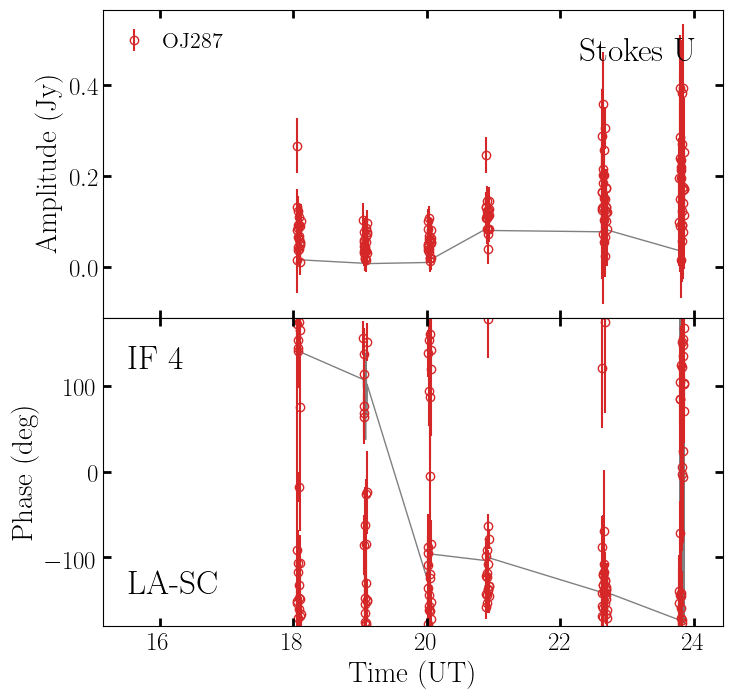 OJ287
Stokes U
Amplitude (Jy)
0.4
0.2
0.0
IF 4
LA-SC
Phase (deg)
100
0
−100
16 18 20 22 24
Time (UT)